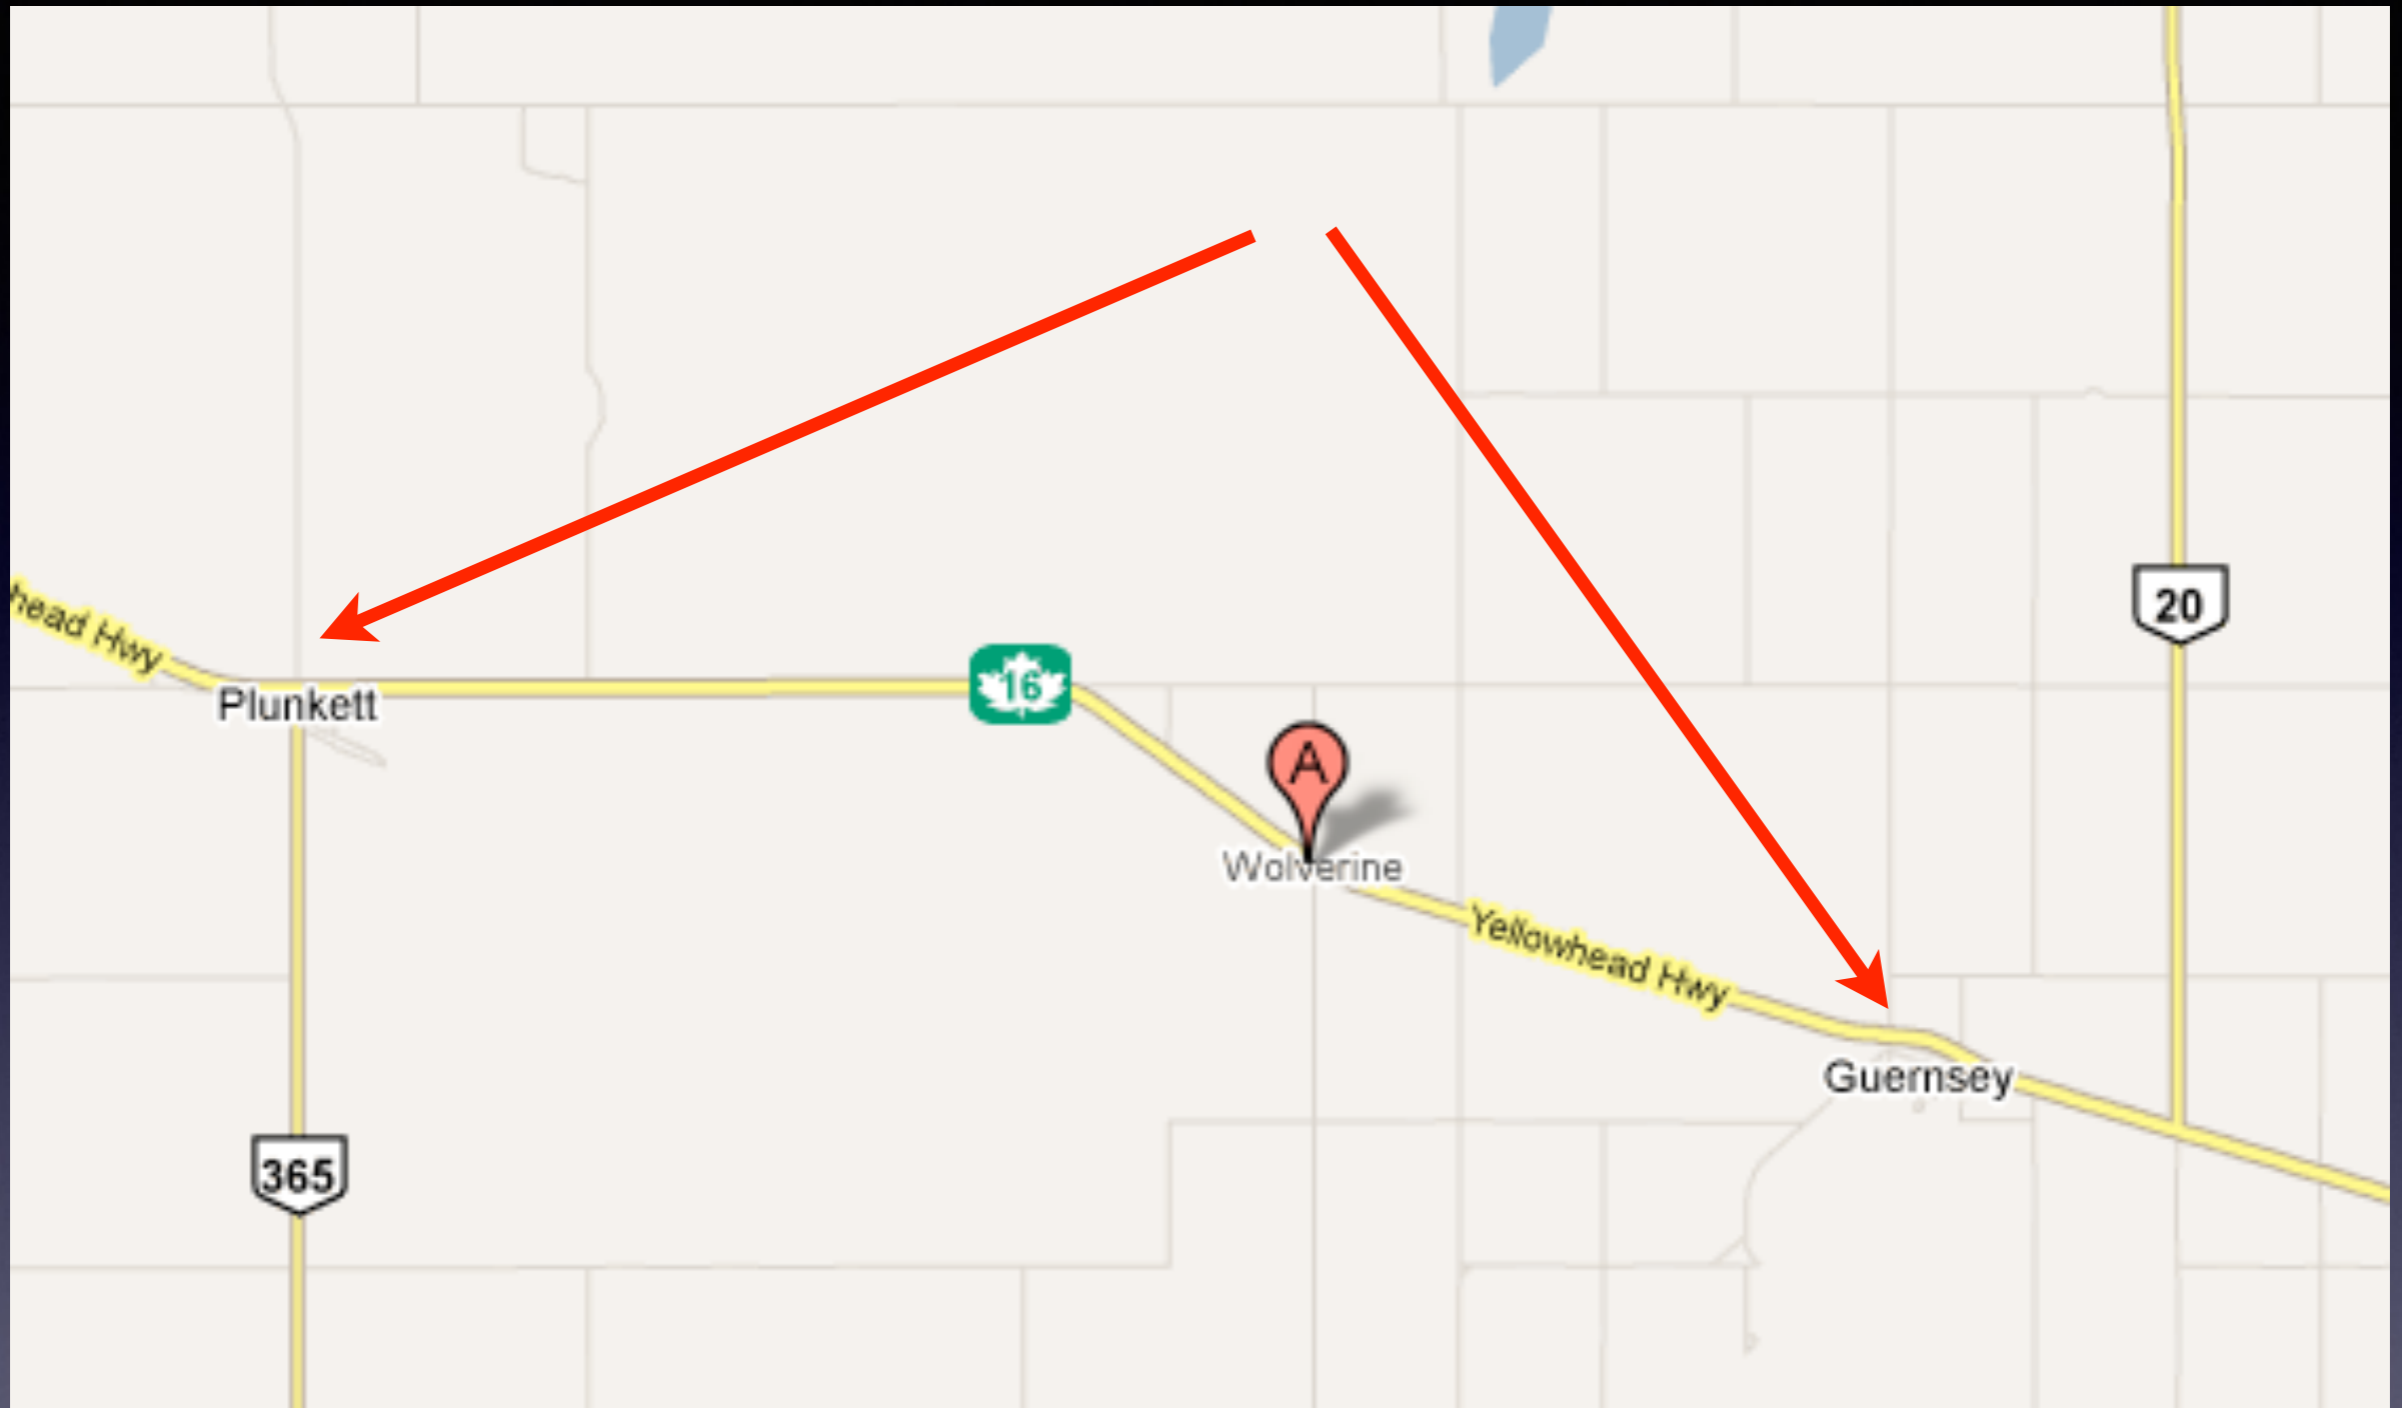 head Hwy
Plunkett
16
20
A
Wolverine
Yellowhead Hwy
Guernsey
365